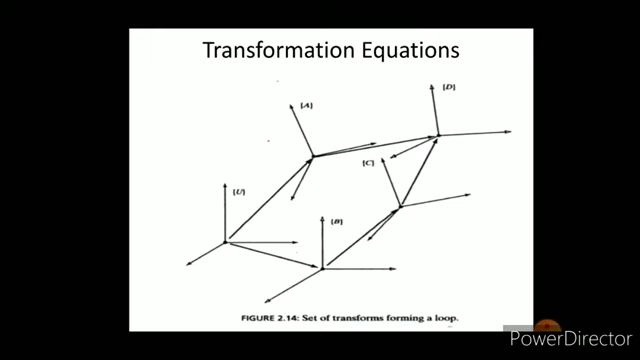 Transformation Equations
{A}
{D}
{C}
{U}
{B}
FIGURE 2.14: Set of transforms forming a loop.
PowerDirector